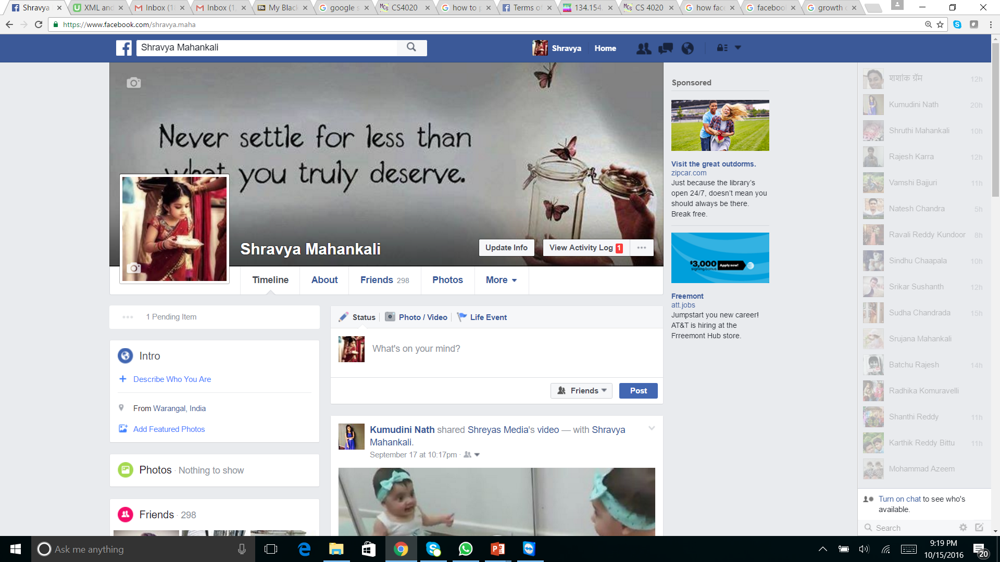 Shravya
XML and
Inbox (1
Inbox (1,
My Black
google s
CS4020
how to p
Terms of
134.154.
CS 4020
how face
facebook
growth
https://www.facebook.com/shravya.maha
Shravya Mahankali
Shravya
Home
Never settle for less than
what you truly deserve.
Shravya Mahankali
Update Info
View Activity Log 1
Timeline
About
Friends 298
Photos
More
1 Pending Item
Intro
Describe Who You Are
From Warangal, India
Add Featured Photos
Photos · Nothing to show
Friends · 298
Status
Photo / Video
Life Event
What's on your mind?
Friends
Post
Kumudini Nath shared Shreyas Media's video — with Shravya
Mahankali.
September 17 at 10:17pm ·
Sponsored
Visit the great outdorms.
zipcar.com
Just because the library's
open 24/7, doesn't mean you
should always be there.
Break free.
$3,000
signing bonus
Apply now!
Freemont
att.jobs
Jumpstart you new career!
AT&T is hiring at the
Frreemont Hub store.
शशांक ग्रॅम 12h
Kumudini Nath 20h
Shruthi Mahankali 10h
Rajesh Karra 12h
Vamshi Bajjuri 11h
Natesh Chandra 5h
Ravali Reddy Kundoor 8h
Sindhu Chaapala 10h
Srikar Sushanth 12h
Sudha Chandrada 15h
Srujana Mahankali
Batchu Rajesh 14h
Radhika Komuravelli
Shanthi Reddy 11h
Karthik Reddy Bittu 11h
Mohammad Azeem
Turn on chat to see who's
available.
Search
Ask me anything
9:19 PM
10/15/2016
20